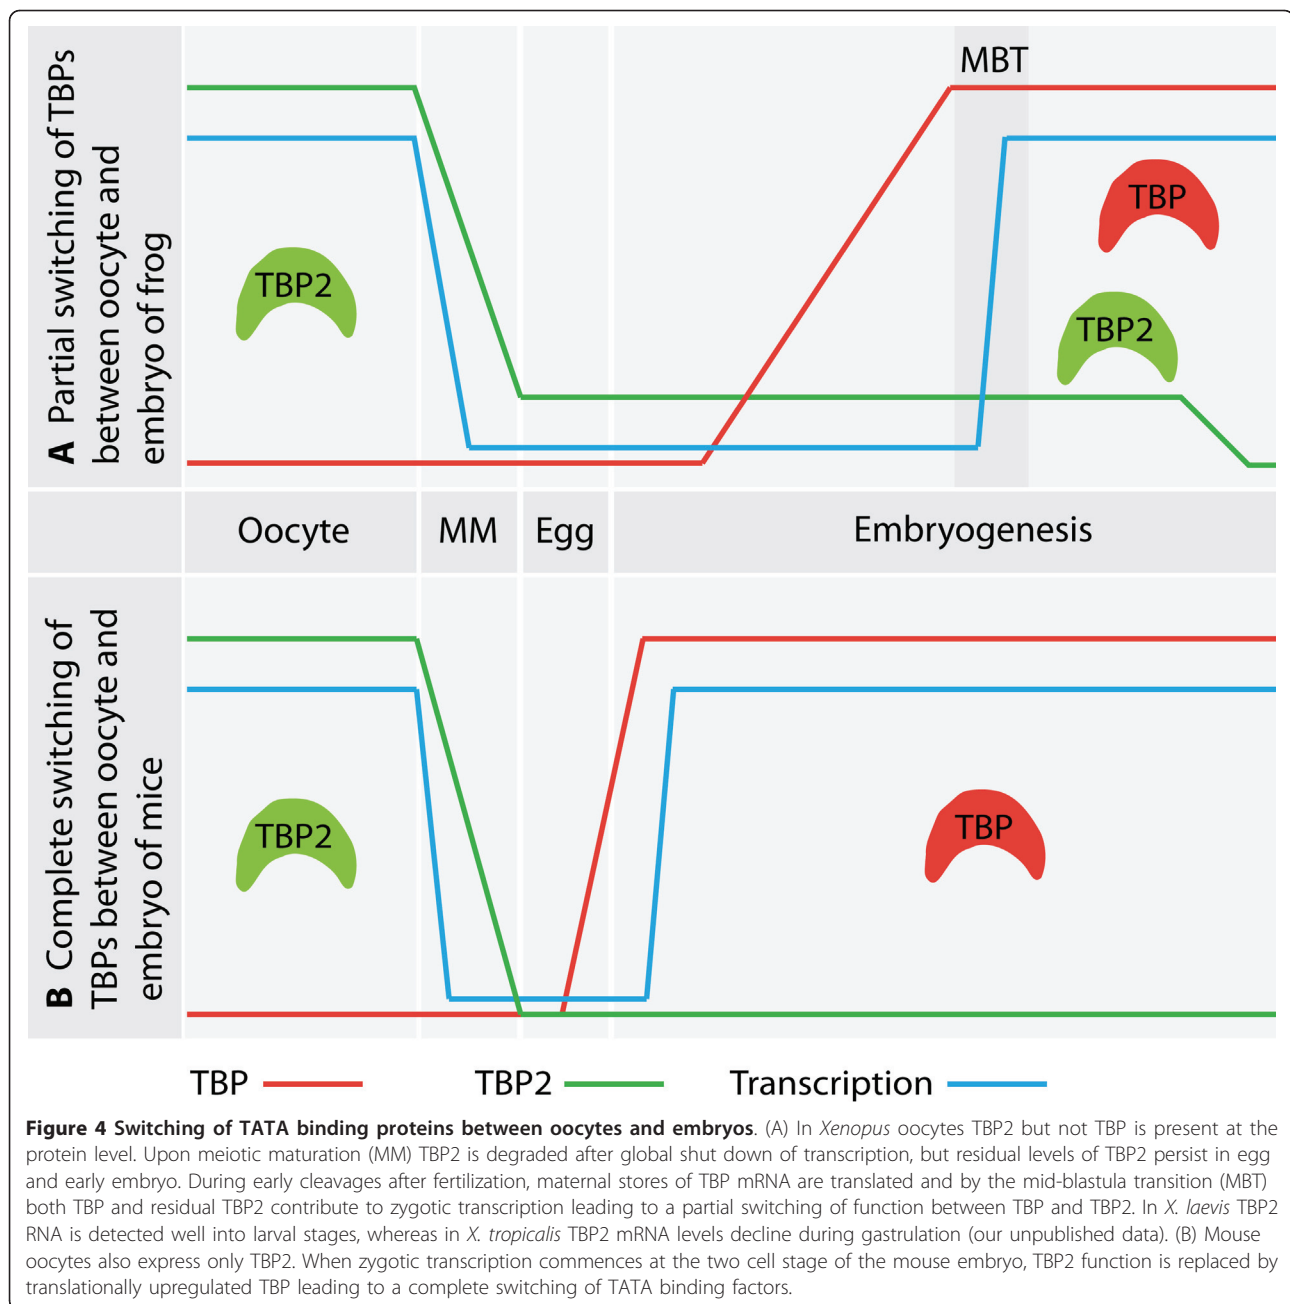 A Partial switching of TBPs
between oocyte and
embryo of frog
MBT
TBP2
TBP
TBP2
Oocyte
MM
Egg
Embryogenesis
B Complete switching of
TBPs between oocyte and
embryo of mice
TBP2
TBP
TBP
TBP2
Transcription
Figure 4 Switching of TATA binding proteins between oocytes and embryos. (A) In Xenopus oocytes TBP2 but not TBP is present at the
protein level. Upon meiotic maturation (MM) TBP2 is degraded after global shut down of transcription, but residual levels of TBP2 persist in egg
and early embryo. During early cleavages after fertilization, maternal stores of TBP mRNA are translated and by the mid-blastula transition (MBT)
both TBP and residual TBP2 contribute to zygotic transcription leading to a partial switching of function between TBP and TBP2. In X. laevis TBP2
RNA is detected well into larval stages, whereas in X. tropicalis TBP2 mRNA levels decline during gastrulation (our unpublished data). (B) Mouse
oocytes also express only TBP2. When zygotic transcription commences at the two cell stage of the mouse embryo, TBP2 function is replaced by
translationally upregulated TBP leading to a complete switching of TATA binding factors.